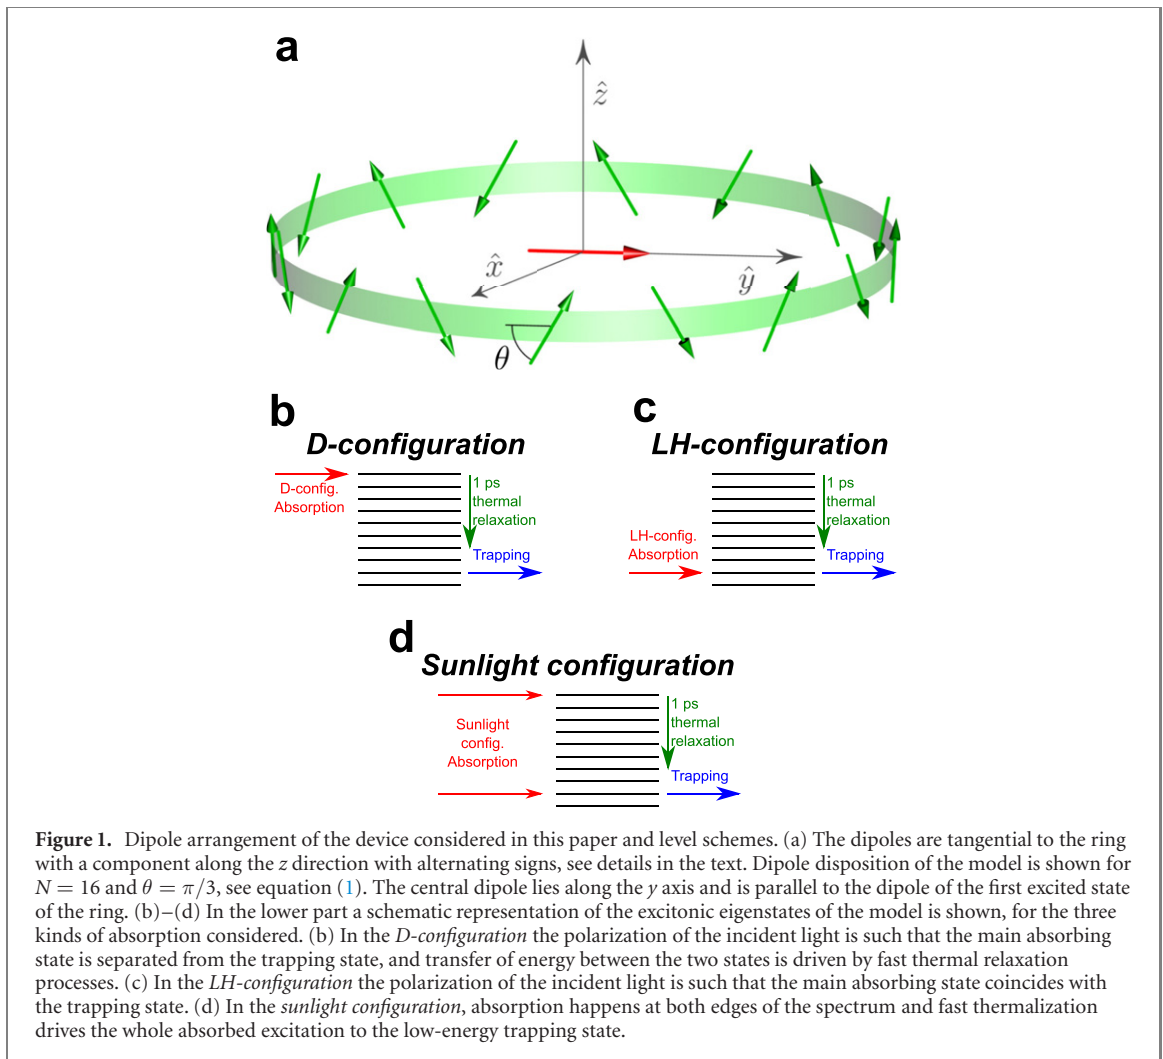 a
ẑ
x̂
ŷ
θ
b
D-configuration
D-config.
Absorption
1 ps
thermal
relaxation
Trapping
c
LH-configuration
LH-config.
Absorption
1 ps
thermal
relaxation
Trapping
d
Sunlight configuration
Sunlight
config.
Absorption
1 ps
thermal
relaxation
Trapping
Figure 1. Dipole arrangement of the device considered in this paper and level schemes. (a) The dipoles are tangential to the ring
with a component along the z direction with alternating signs, see details in the text. Dipole disposition of the model is shown for
N = 16 and θ = π/3, see equation (1). The central dipole lies along the y axis and is parallel to the dipole of the first excited state
of the ring. (b)–(d) In the lower part a schematic representation of the excitonic eigenstates of the model is shown, for the three
kinds of absorption considered. (b) In the D-configuration the polarization of the incident light is such that the main absorbing
state is separated from the trapping state, and transfer of energy between the two states is driven by fast thermal relaxation
processes. (c) In the LH-configuration the polarization of the incident light is such that the main absorbing state coincides with
the trapping state. (d) In the sunlight configuration, absorption happens at both edges of the spectrum and fast thermalization
drives the whole absorbed excitation to the low-energy trapping state.